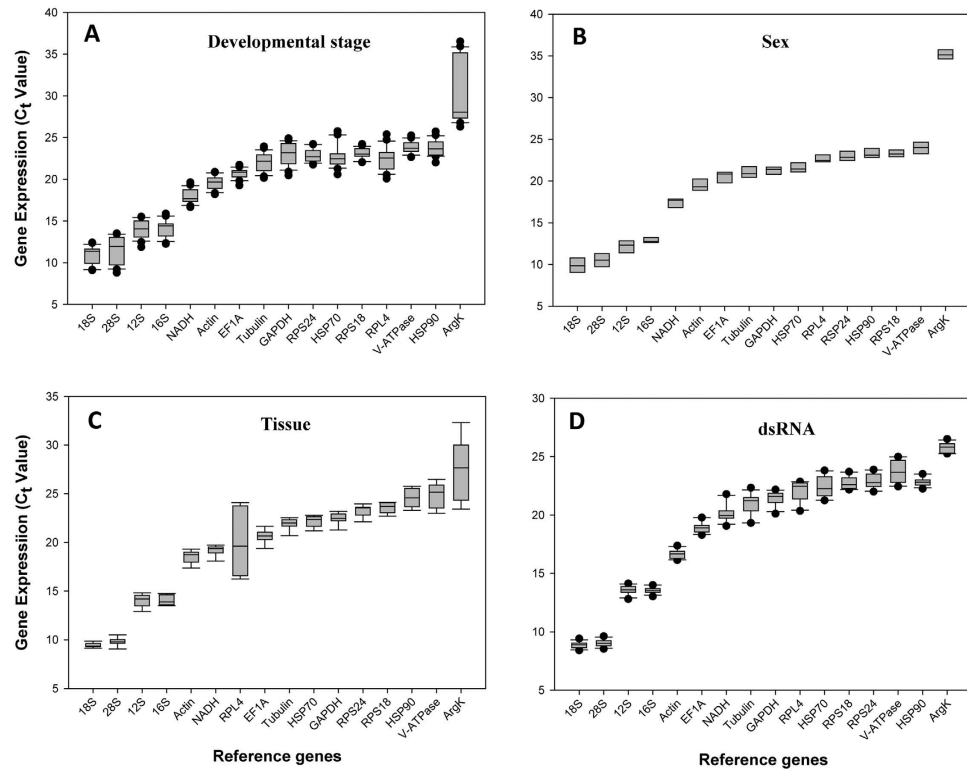 A
Developmental stage
Gene Expression (Ct Value)
40
35
30
25
20
15
10
5
18S
28S
12S
16S
NADH
Actin
EF1A
Tubulin
GAPDH
RPS24
HSP70
RPS18
RPL4
V-ATPase
HSP90
ArgK
B
Sex
40
35
30
25
20
15
10
5
18S
28S
12S
16S
NADH
Actin
EF1A
Tubulin
GAPDH
HSP70
RPL4
RSP24
HSP90
RPS18
V-ATPase
ArgK
C
Tissue
Gene Expresiion (Ct Value)
35
30
25
20
15
10
5
18S
28S
12S
16S
Actin
NADH
RPL4
EF1A
Tubulin
HSP70
GAPDH
RPS24
RPS18
HSP90
V-ATPase
ArgK
Reference genes
D
dsRNA
30
25
20
15
10
5
18S
28S
12S
16S
Actin
EF1A
NADH
Tubulin
GAPDH
RPL4
HSP70
RPS18
RPS24
V-ATPase
HSP90
ArgK
Reference genes